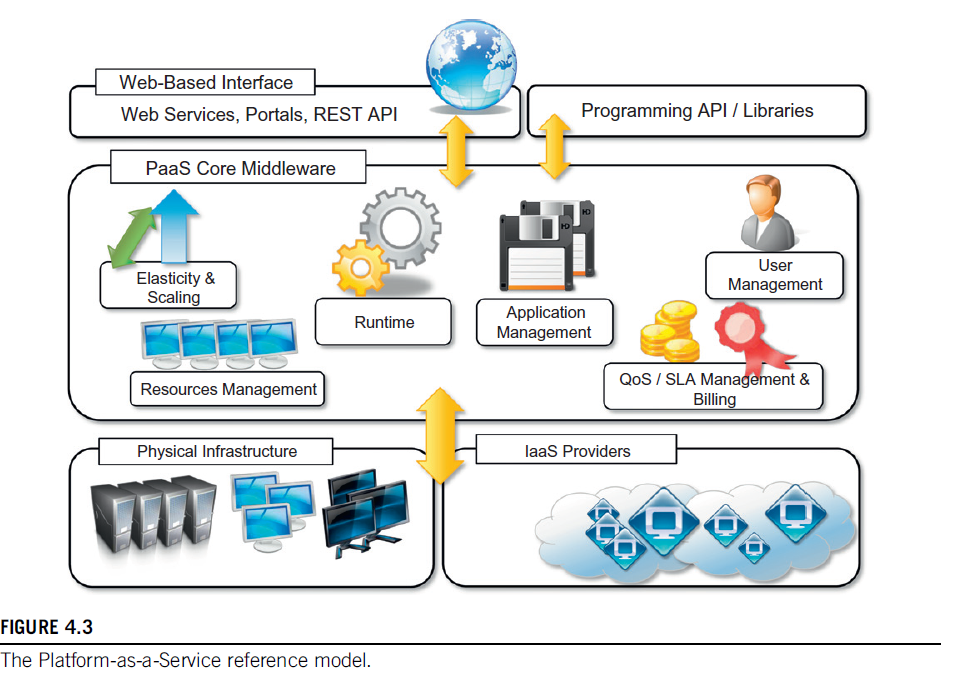 Web-Based Interface
Web Services, Portals, REST API
Programming API / Libraries
PaaS Core Middleware
Elasticity &
Scaling
Runtime
Application
Management
User
Management
Resources Management
QoS / SLA Management &
Billing
Physical Infrastructure
IaaS Providers
FIGURE 4.3
The Platform-as-a-Service reference model.